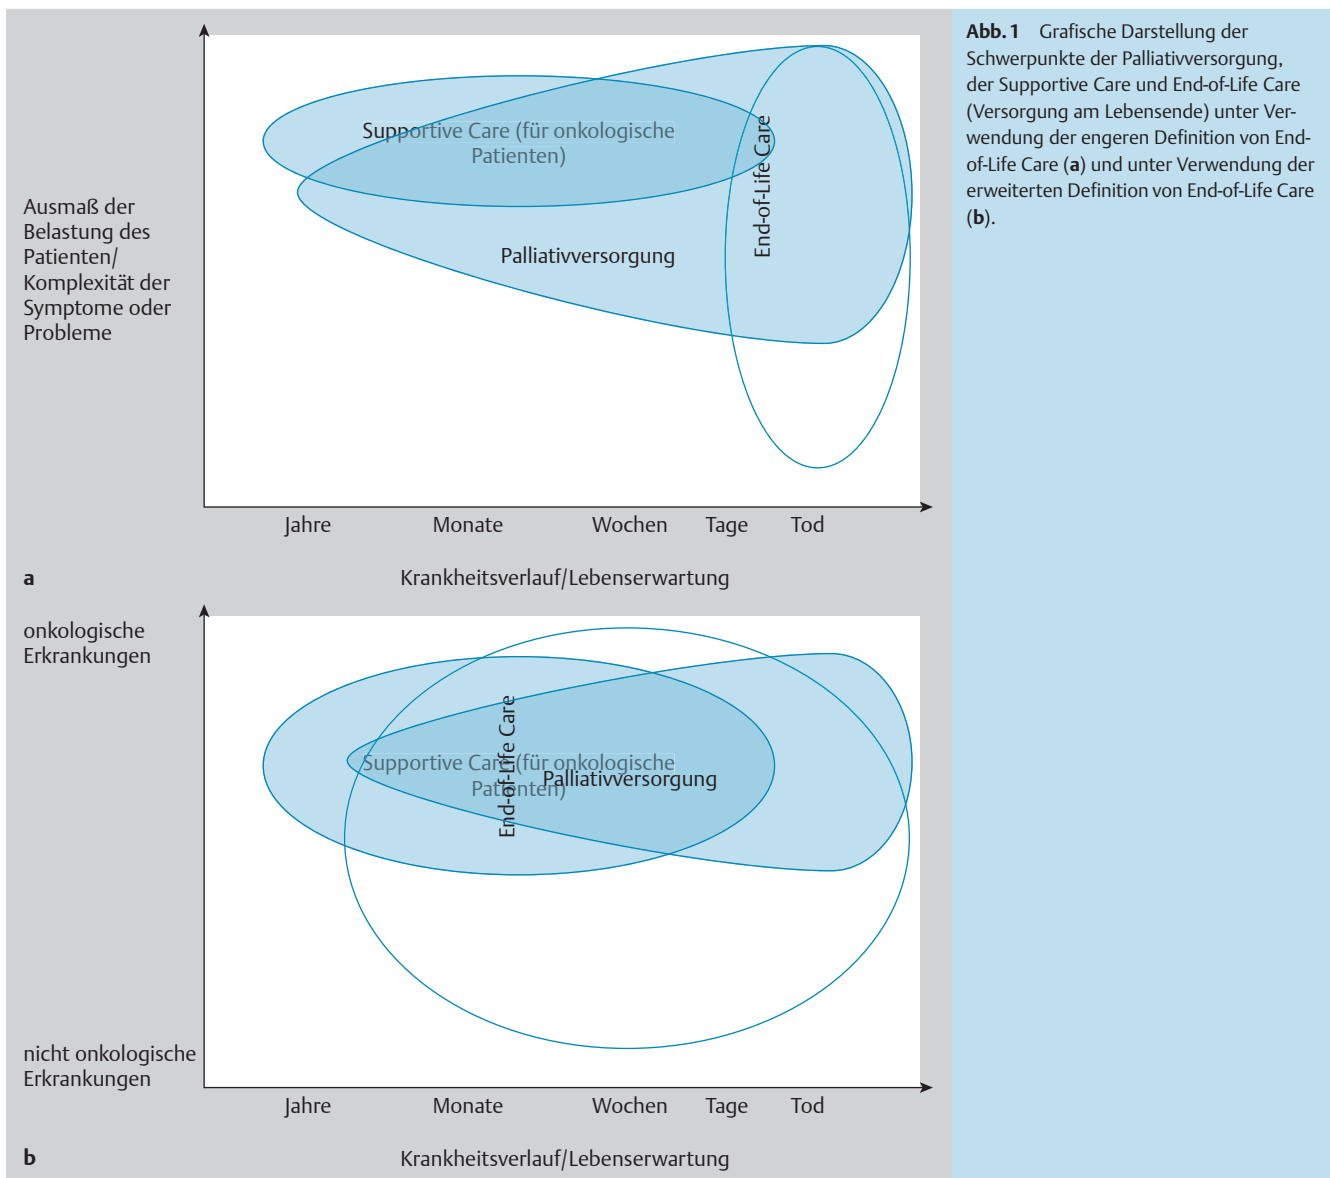 Abb. 1 Grafische Darstellung der
Schwerpunkte der Palliativversorgung,
der Supportive Care und End-of-Life Care
(Versorgung am Lebensende) unter Ver-
wendung der engeren Definition von End-
of-Life Care (a) und unter Verwendung der
erweiterten Definition von End-of-Life Care
(b).
Ausmaß der
Belastung des
Patienten/
Komplexität der
Symptome oder
Probleme
Supportive Care (für onkologische
Patienten)
Palliativversorgung
End-of-Life Care
Jahre Monate Wochen Tage Tod
a
Krankheitsverlauf/Lebenserwartung
onkologische
Erkrankungen
Supportive Care (für onkologische
Patienten)
End-of-Life Care
Palliativversorgung
nicht onkologische
Erkrankungen
Jahre Monate Wochen Tage Tod
b
Krankheitsverlauf/Lebenserwartung